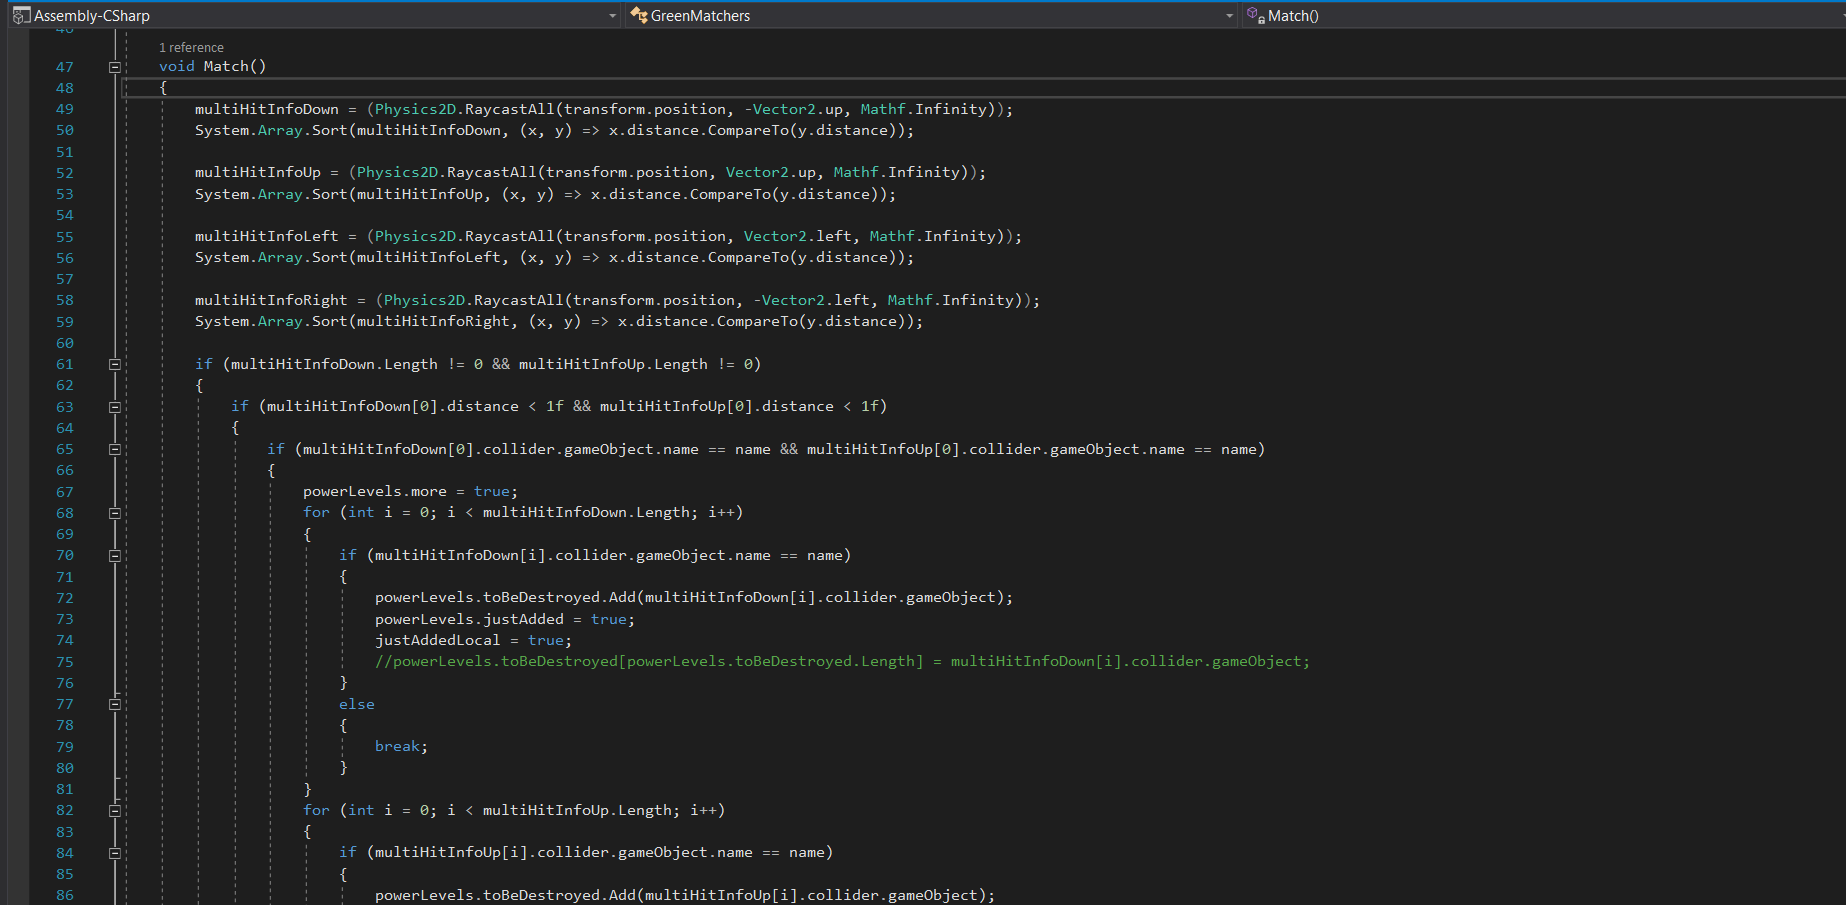 Assembly-CSharp GreenMatchers Match()
1 reference
47 void Match()
48 {
49 multiHitInfoDown = (Physics2D.RaycastAll(transform.position, -Vector2.up, Mathf.Infinity));
50 System.Array.Sort(multiHitInfoDown, (x, y) => x.distance.CompareTo(y.distance));
51
52 multiHitInfoUp = (Physics2D.RaycastAll(transform.position, Vector2.up, Mathf.Infinity));
53 System.Array.Sort(multiHitInfoUp, (x, y) => x.distance.CompareTo(y.distance));
54
55 multiHitInfoLeft = (Physics2D.RaycastAll(transform.position, Vector2.left, Mathf.Infinity));
56 System.Array.Sort(multiHitInfoLeft, (x, y) => x.distance.CompareTo(y.distance));
57
58 multiHitInfoRight = (Physics2D.RaycastAll(transform.position, -Vector2.left, Mathf.Infinity));
59 System.Array.Sort(multiHitInfoRight, (x, y) => x.distance.CompareTo(y.distance));
60
61 if (multiHitInfoDown.Length != 0 && multiHitInfoUp.Length != 0)
62 {
63 if (multiHitInfoDown[0].distance < 1f && multiHitInfoUp[0].distance < 1f)
64 {
65 if (multiHitInfoDown[0].collider.gameObject.name == name && multiHitInfoUp[0].collider.gameObject.name == name)
66 {
67 powerLevels.more = true;
68 for (int i = 0; i < multiHitInfoDown.Length; i++)
69 {
70 if (multiHitInfoDown[i].collider.gameObject.name == name)
71 {
72 powerLevels.toBeDestroyed.Add(multiHitInfoDown[i].collider.gameObject);
73 powerLevels.justAdded = true;
74 justAddedLocal = true;
75 //powerLevels.toBeDestroyed[powerLevels.toBeDestroyed.Length] = multiHitInfoDown[i].collider.gameObject;
76 }
77 else
78 {
79 break;
80 }
81 }
82 for (int i = 0; i < multiHitInfoUp.Length; i++)
83 {
84 if (multiHitInfoUp[i].collider.gameObject.name == name)
85 {
86 powerLevels.toBeDestroyed.Add(multiHitInfoUp[i].collider.gameObject);